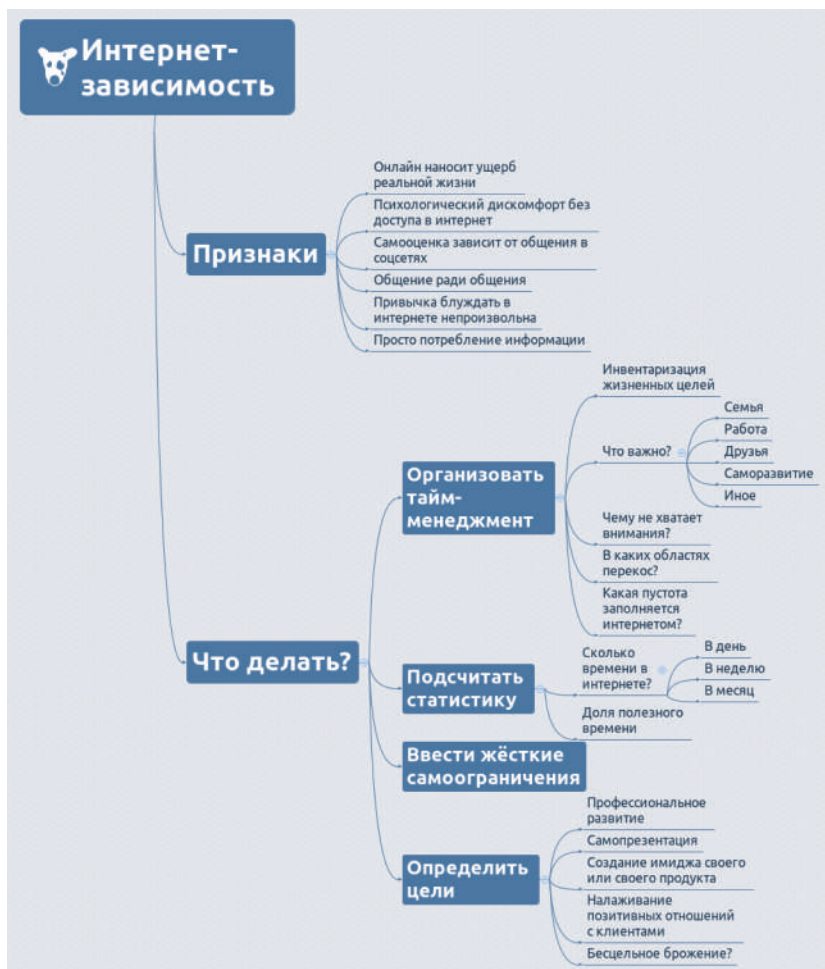 Интернет-
зависимость
Признаки
Онлайн наносит ущерб
реальной жизни
Психологический дискомфорт без
доступа в интернет
Самооценка зависит от общения в
соцсетях
Общение ради общения
Привычка блуждать в
интернете непроизвольна
Просто потребление информации
Что делать?
Организовать
тайм-
менеджмент
Инвентаризация
жизненных целей
Что важно?
Семья
Работа
Друзья
Саморазвитие
Иное
Чему не хватает
внимания?
В каких областях
перекос?
Какая пустота
заполняется
интернетом?
Подсчитать
статистику
Сколько
времени в
интернете?
В день
В неделю
В месяц
Доля полезного
времени
Ввести жёсткие
самоограничения
Определить
цели
Профессиональное
развитие
Самопрезентация
Создание имиджа своего
или своего продукта
Налаживание
позитивных отношений
с клиентами
Бесцельное брожение?